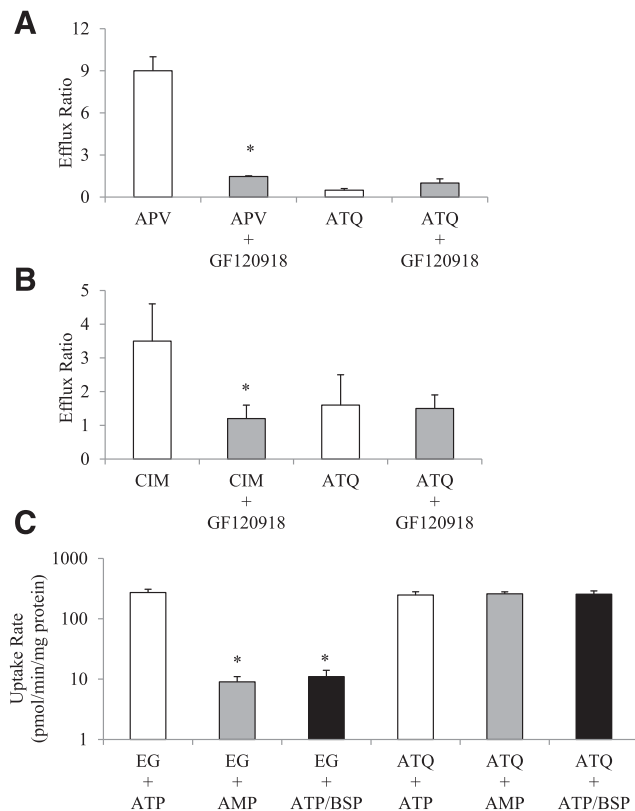 A
Efflux Ratio
12
9
6
3
0
*
APV APV ATQ ATQ
+ +
GF120918 GF120918
B
Efflux Ratio
5
4
3
2
1
0
*
CIM CIM ATQ ATQ
+ +
GF120918 GF120918
C
Uptake Rate
(pmol/min/mg protein)
1000
100
10
1
* *
EG EG EG ATQ ATQ ATQ
+ + + + + +
ATP AMP ATP/BSP ATP AMP ATP/BSP